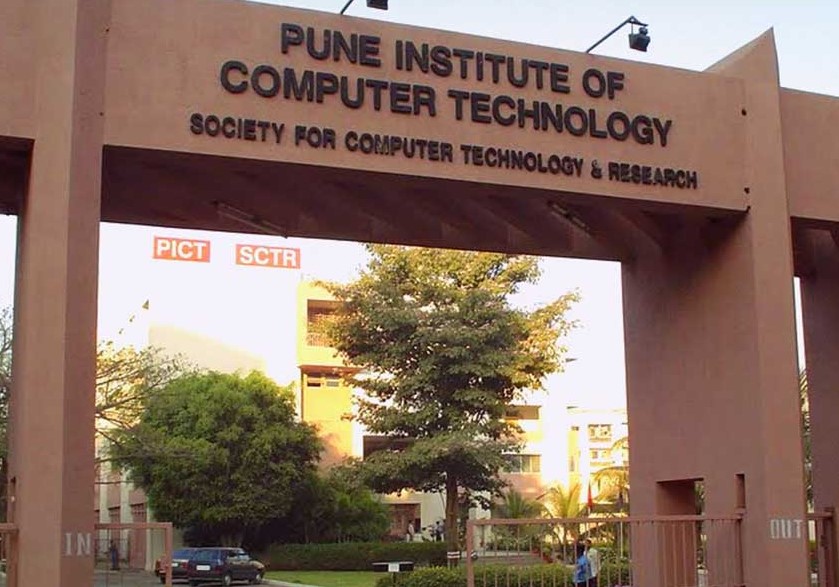 PUNE INSTITUTE OF
COMPUTER TECHNOLOGY
SOCIETY FOR COMPUTER TECHNOLOGY & RESEARCH
PICT SCTR
IN OUT